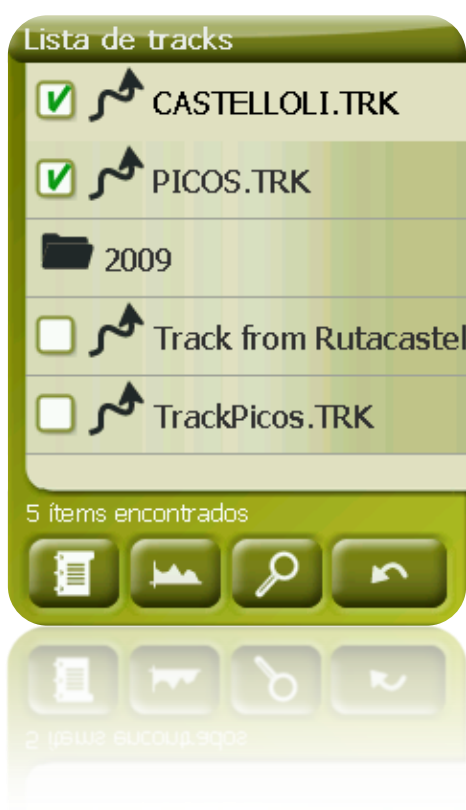 Lista de tracks
CASTELLOLI.TRK
PICOS.TRK
2009
Track from Rutacastel
TrackPicos.TRK
5 ítems encontrados